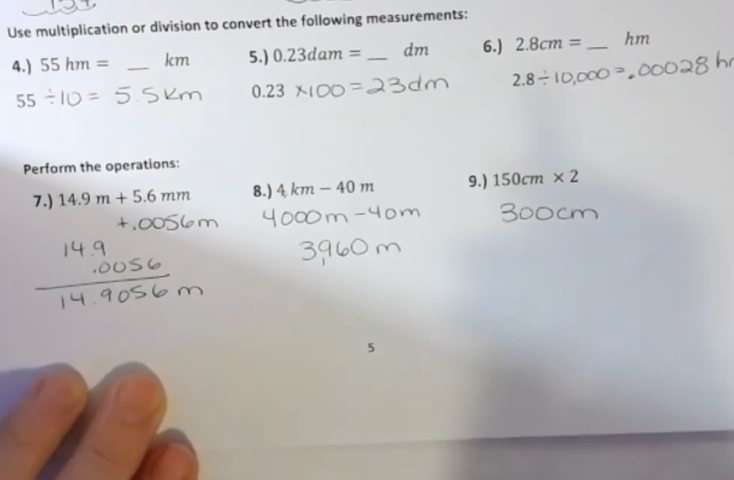 Use multiplication or division to convert the following measurements:
4.) 55 hm = __ km
5.) 0.23dam = __ dm
6.) 2.8cm = __ hm
55 ÷10 = 5.5km
0.23 ×100=23dm
2.8÷10,000=.00028
Perform the operations:
7.) 14.9 m + 5.6 mm
8.) 4 km − 40 m
9.) 150cm × 2
+.0056m
4000m-40m
300cm
14.9
3,960m
.0056
14.9056m
5